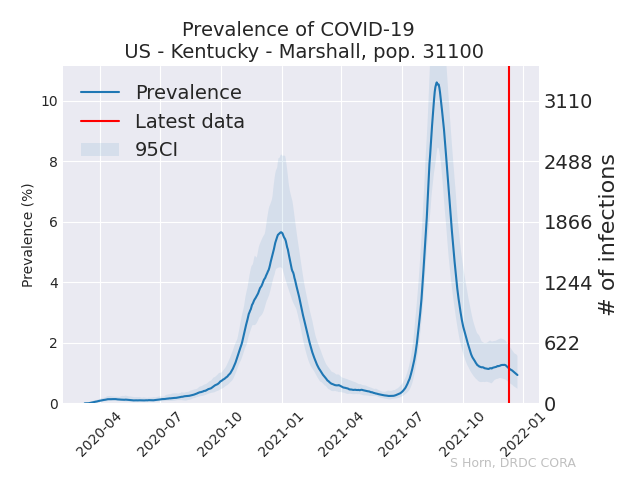 Prevalence of COVID-19
US - Kentucky - Marshall, pop. 31100
Prevalence
Latest data
95CI
Prevalence (%)
10
8
6
4
2
0
3110
2488
1866
1244
622
0
# of infections
2020-04
2020-07
2020-10
2021-01
2021-04
2021-07
2021-10
2022-01
S Horn, DRDC CORA